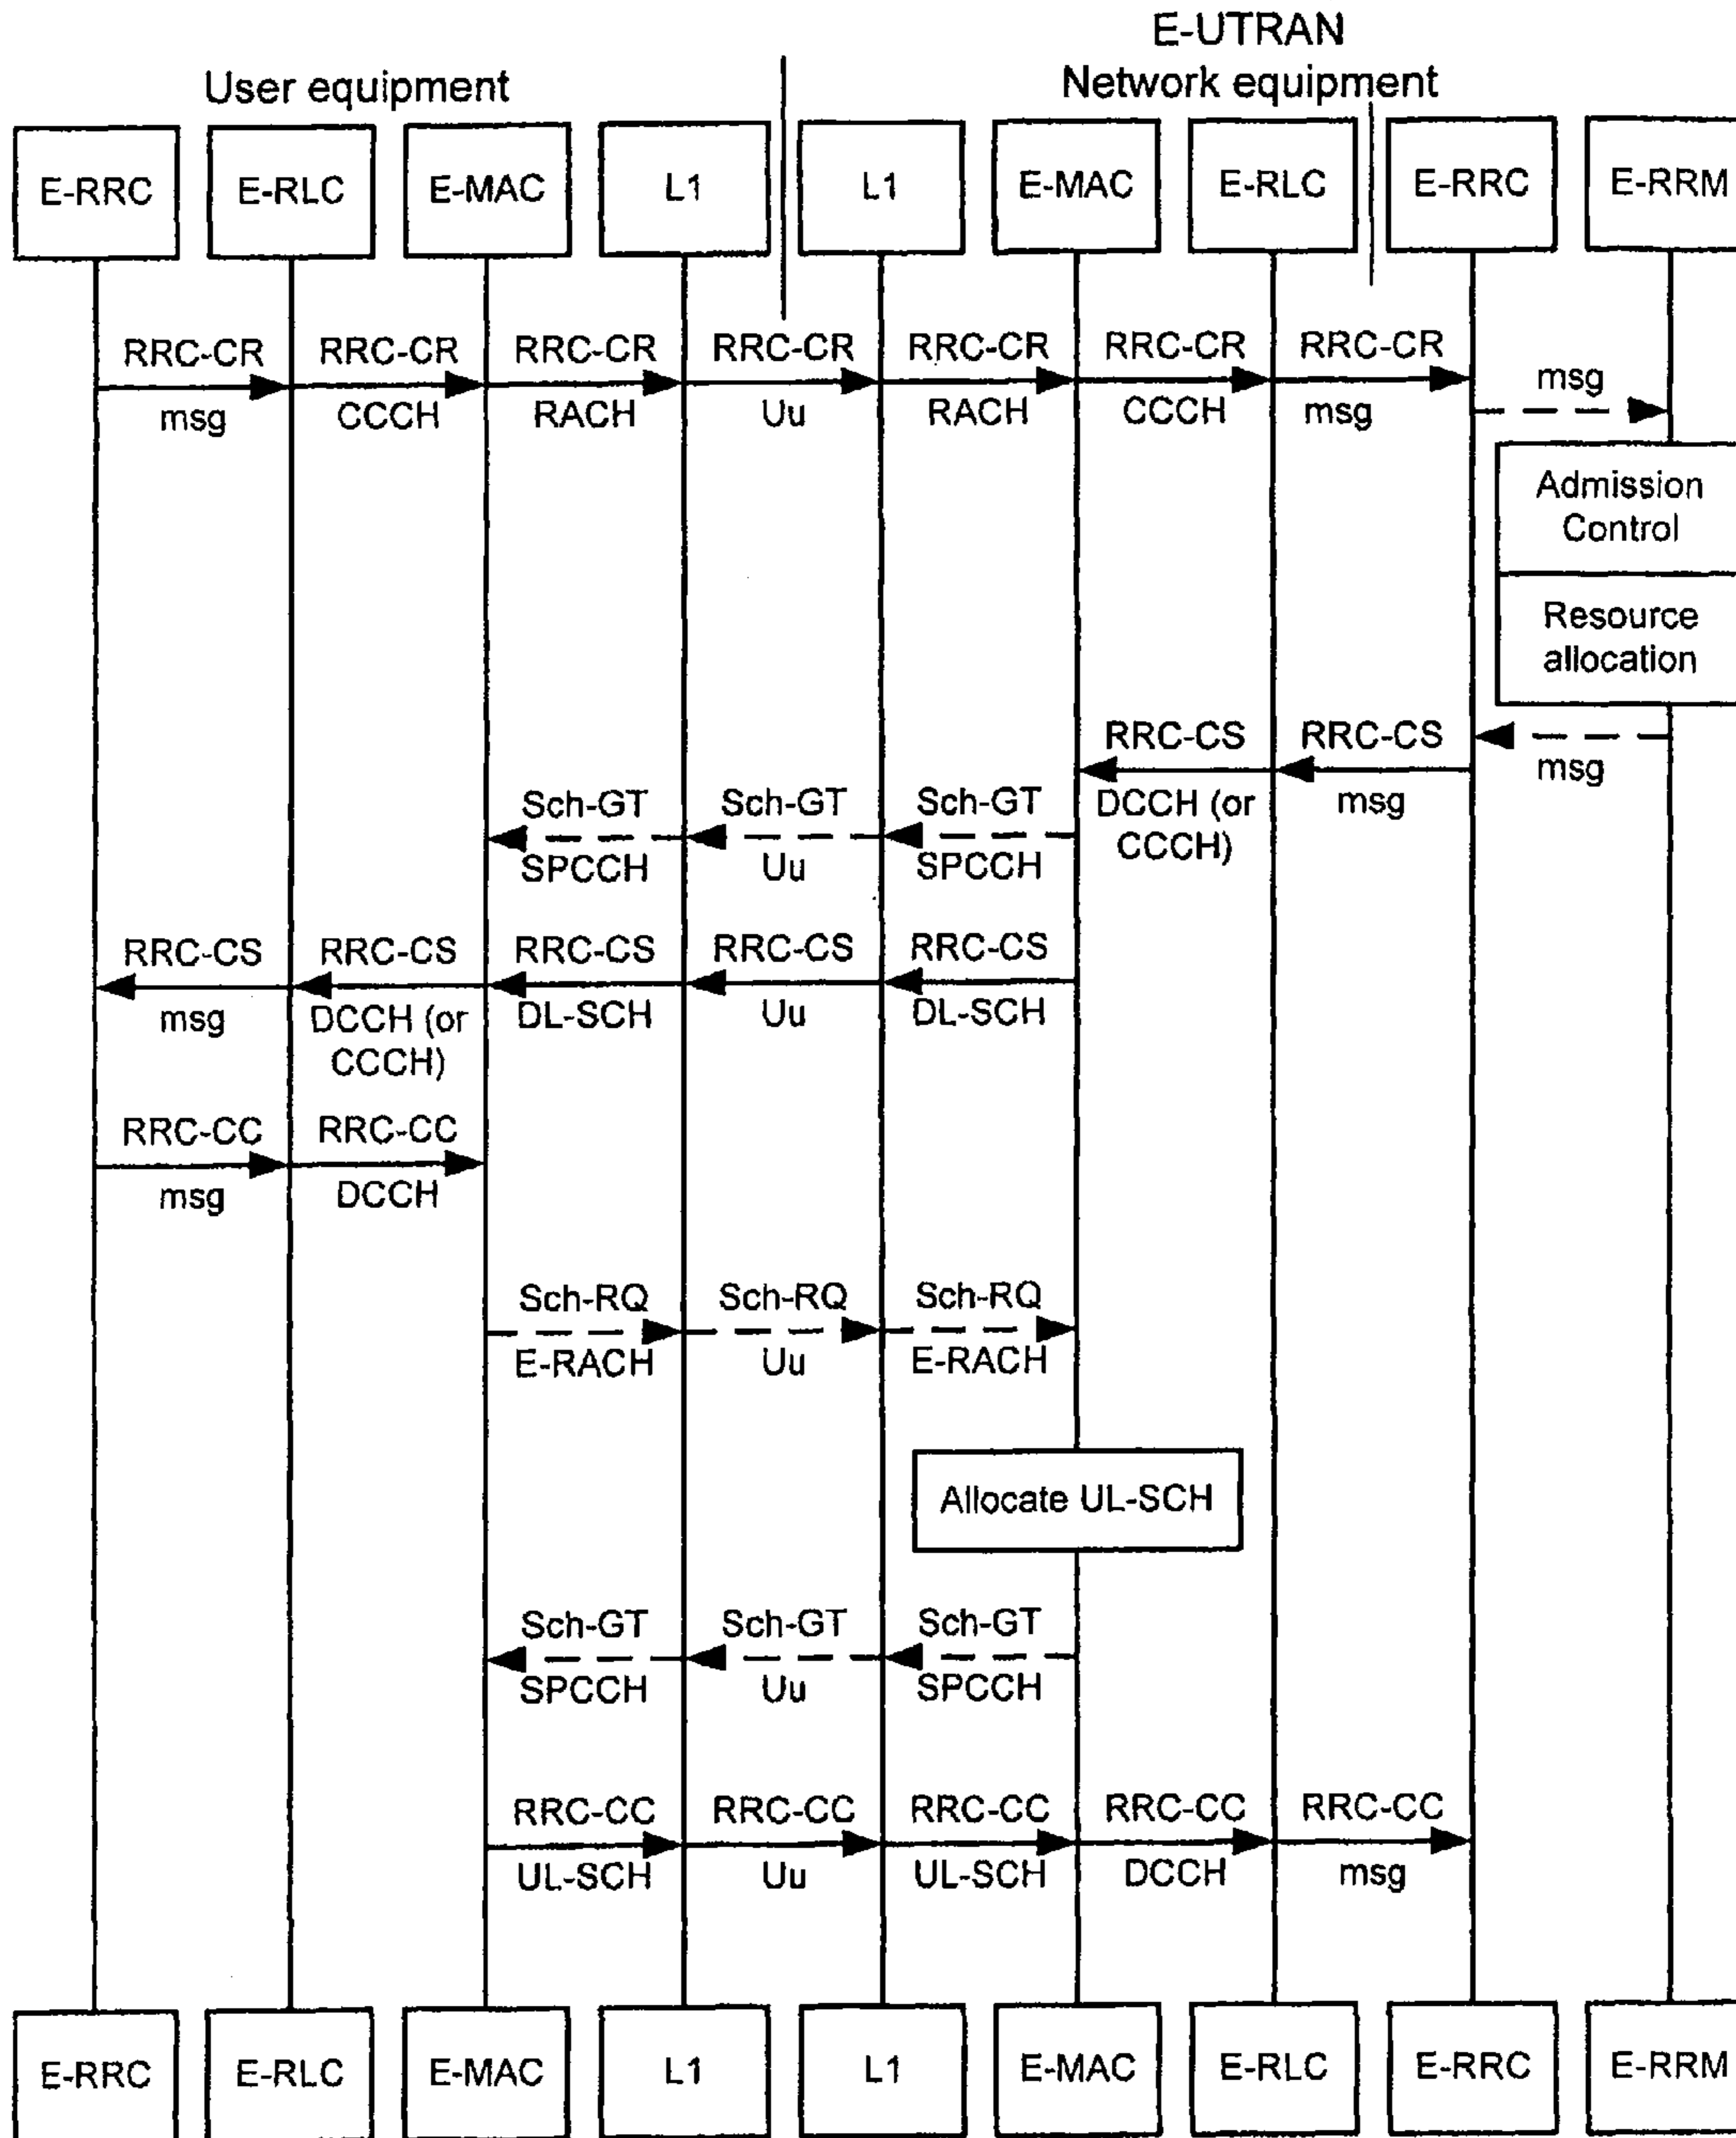 E-UTRAN
User equipment
Network equipment
E-RRC E-RLC E-MAC L1 L1 E-MAC E-RLC E-RRC E-RRM
RRC-CR RRC-CR RRC-CR RRC-CR RRC-CR RRC-CR RRC-CR
msg
msg CCCH RACH Uu RACH CCCH msg
Admission
Control
Resource
allocation
RRC-CS RRC-CS
msg
Sch-GT Sch-GT Sch-GT DCCH (or msg
CCCH)
SPCCH Uu SPCCH
RRC-CS RRC-CS RRC-CS RRC-CS RRC-CS
msg DCCH (or DL-SCH Uu DL-SCH
CCCH)
RRC-CC RRC-CC
msg DCCH
Sch-RQ Sch-RQ Sch-RQ
E-RACH Uu E-RACH
Allocate UL-SCH
Sch-GT Sch-GT Sch-GT
SPCCH Uu SPCCH
RRC-CC RRC-CC RRC-CC RRC-CC RRC-CC
UL-SCH Uu UL-SCH DCCH msg
E-RRC E-RLC E-MAC L1 L1 E-MAC E-RLC E-RRC E-RRM